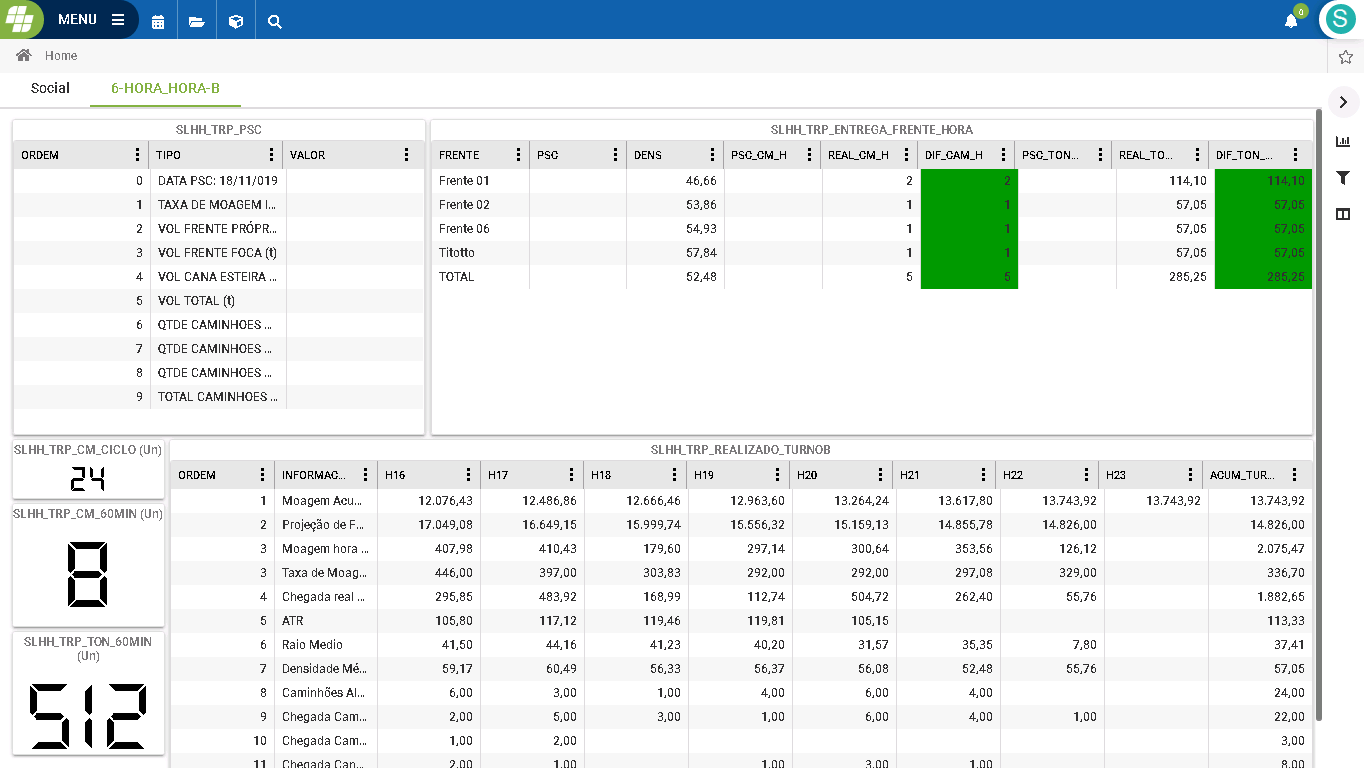 MENU
0
S
Home
Social 6-HORA_HORA-B
SLHH_TRP_PSC
ORDEM TIPO VALOR
0 DATA PSC: 18/11/019
1 TAXA DE MOAGEM I...
2 VOL FRENTE PRÓPR...
3 VOL FRENTE FOCA (t)
4 VOL CANA ESTEIRA ...
5 VOL TOTAL (t)
6 QTDE CAMINHOES ...
7 QTDE CAMINHOES ...
8 QTDE CAMINHOES ...
9 TOTAL CAMINHOES ...
SLHH_TRP_ENTREGA_FRENTE_HORA
FRENTE PSC DENS PSC_CM_H REAL_CM_H DIF_CAM_H PSC_TON... REAL_TO... DIF_TON_...
Frente 01 46,66 2 2 114,10 114,10
Frente 02 53,86 1 1 57,05 57,05
Frente 06 54,93 1 1 57,05 57,05
Titotto 57,84 1 1 57,05 57,05
TOTAL 52,48 5 5 285,25 285,25
SLHH_TRP_CM_CICLO (Un)
24
SLHH_TRP_CM_60MIN (Un)
8
SLHH_TRP_TON_60MIN
(Un)
512
SLHH_TRP_REALIZADO_TURNOB
ORDEM INFORMAC... H16 H17 H18 H19 H20 H21 H22 H23 ACUM_TUR...
1 Moagem Acu... 12.076,43 12.486,86 12.666,46 12.963,60 13.264,24 13.617,80 13.743,92 13.743,92 13.743,92
2 Projeção de F... 17.049,08 16.649,15 15.999,74 15.556,32 15.159,13 14.855,78 14.826,00 14.826,00
3 Moagem hora ... 407,98 410,43 179,60 297,14 300,64 353,56 126,12 2.075,47
3 Taxa de Moag... 446,00 397,00 303,83 292,00 292,00 297,08 329,00 336,70
4 Chegada real ... 295,85 483,92 168,99 112,74 504,72 262,40 55,76 1.882,65
5 ATR 105,80 117,12 119,46 119,81 105,15 113,33
6 Raio Medio 41,50 44,16 41,23 40,20 31,57 35,35 7,80 37,41
7 Densidade Mé... 59,17 60,49 56,33 56,37 56,08 52,48 55,76 57,05
8 Caminhões Al... 6,00 3,00 1,00 4,00 6,00 4,00 24,00
9 Chegada Cam... 2,00 5,00 3,00 1,00 6,00 4,00 1,00 22,00
10 Chegada Cam... 1,00 2,00 3,00
11 Chegada Can... 2,00 1,00 1,00 3,00 1,00 8,00